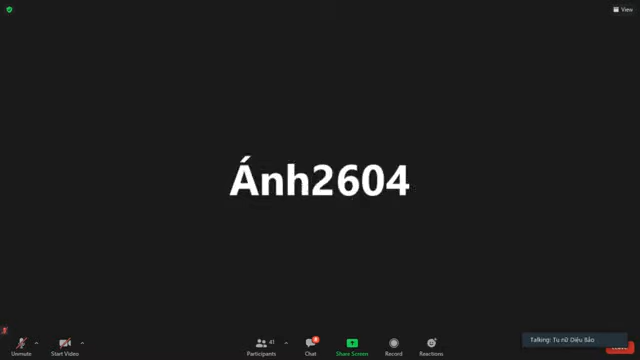 View
Ánh2604
Unmute
Start Video
Participants
41
Chat
Share Screen
Record
Reactions
Talking: Tu nữ Diệu Bảo